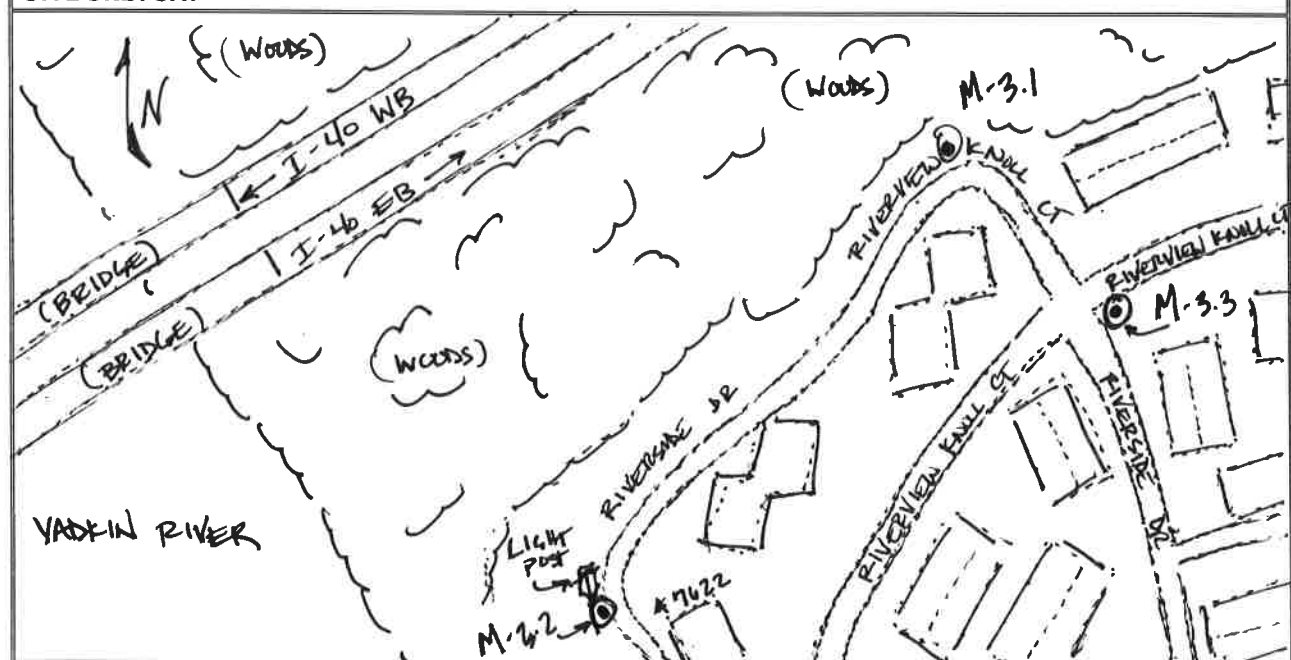 N
{(WOODS)
I-40 WB
I-40 EB
(BRIDGE)
(BRIDGE)
(WOODS)
(WOODS)
M-3.1
RIVERVIEW KNOLL CT
RIVERVIEW KNOLL CT
M-3.3
RIVERSIDE DR
RIVERVIEW KNOLL CT
RIVERSIDE DR
YADKIN RIVER
LIGHT
POST
M-3.2
7622